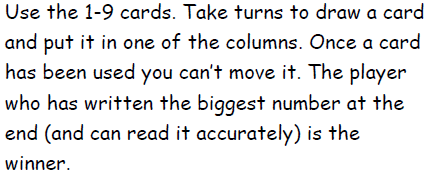 Use the 1-9 cards. Take turns to draw a card
and put it in one of the columns. Once a card
has been used you can't move it. The player
who has written the biggest number at the
end (and can read it accurately) is the
winner.